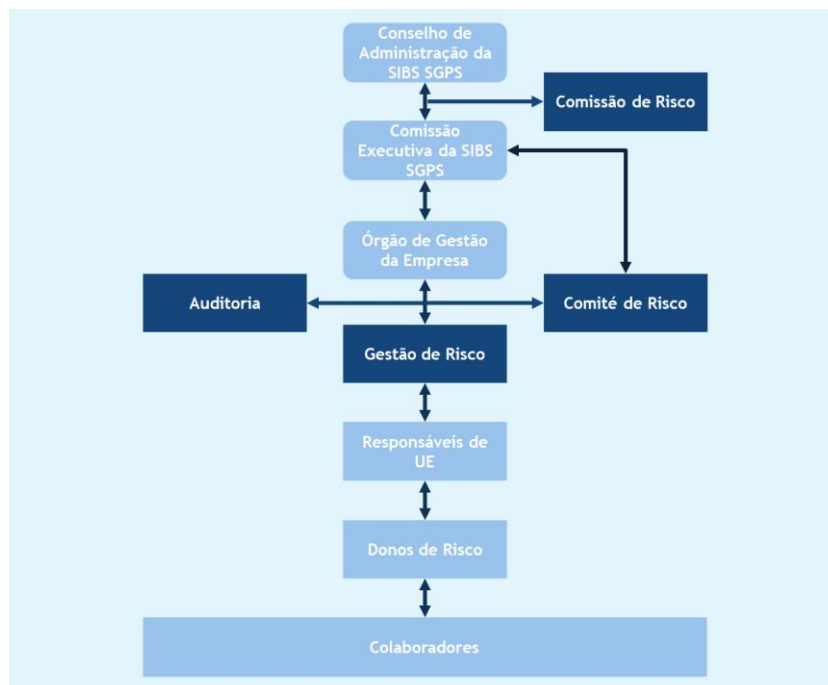 Conselho de
Administração da
SIBS SGPS
Comissão de Risco
Comissão
Executiva da SIBS
SGPS
Órgão de Gestão
da Empresa
Auditoria
Comité de Risco
Gestão de Risco
Responsáveis de
UE
Donos de Risco
Colaboradores